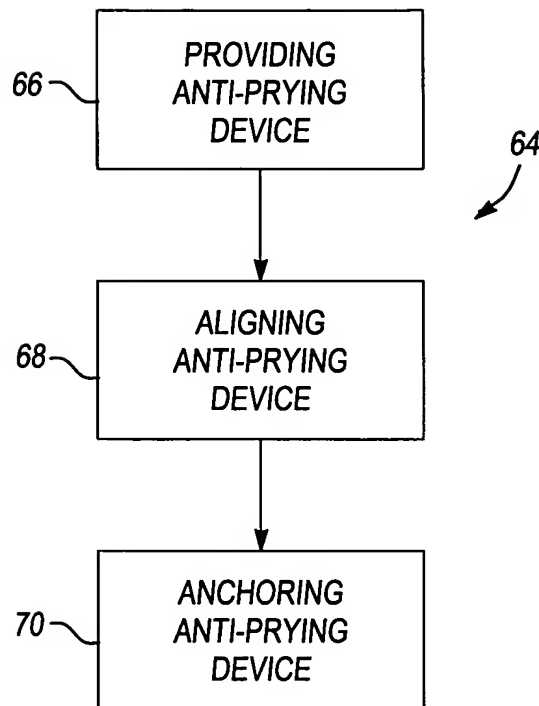 PROVIDING
ANTI-PRYING
DEVICE
66
64
ALIGNING
ANTI-PRYING
DEVICE
68
ANCHORING
ANTI-PRYING
DEVICE
70